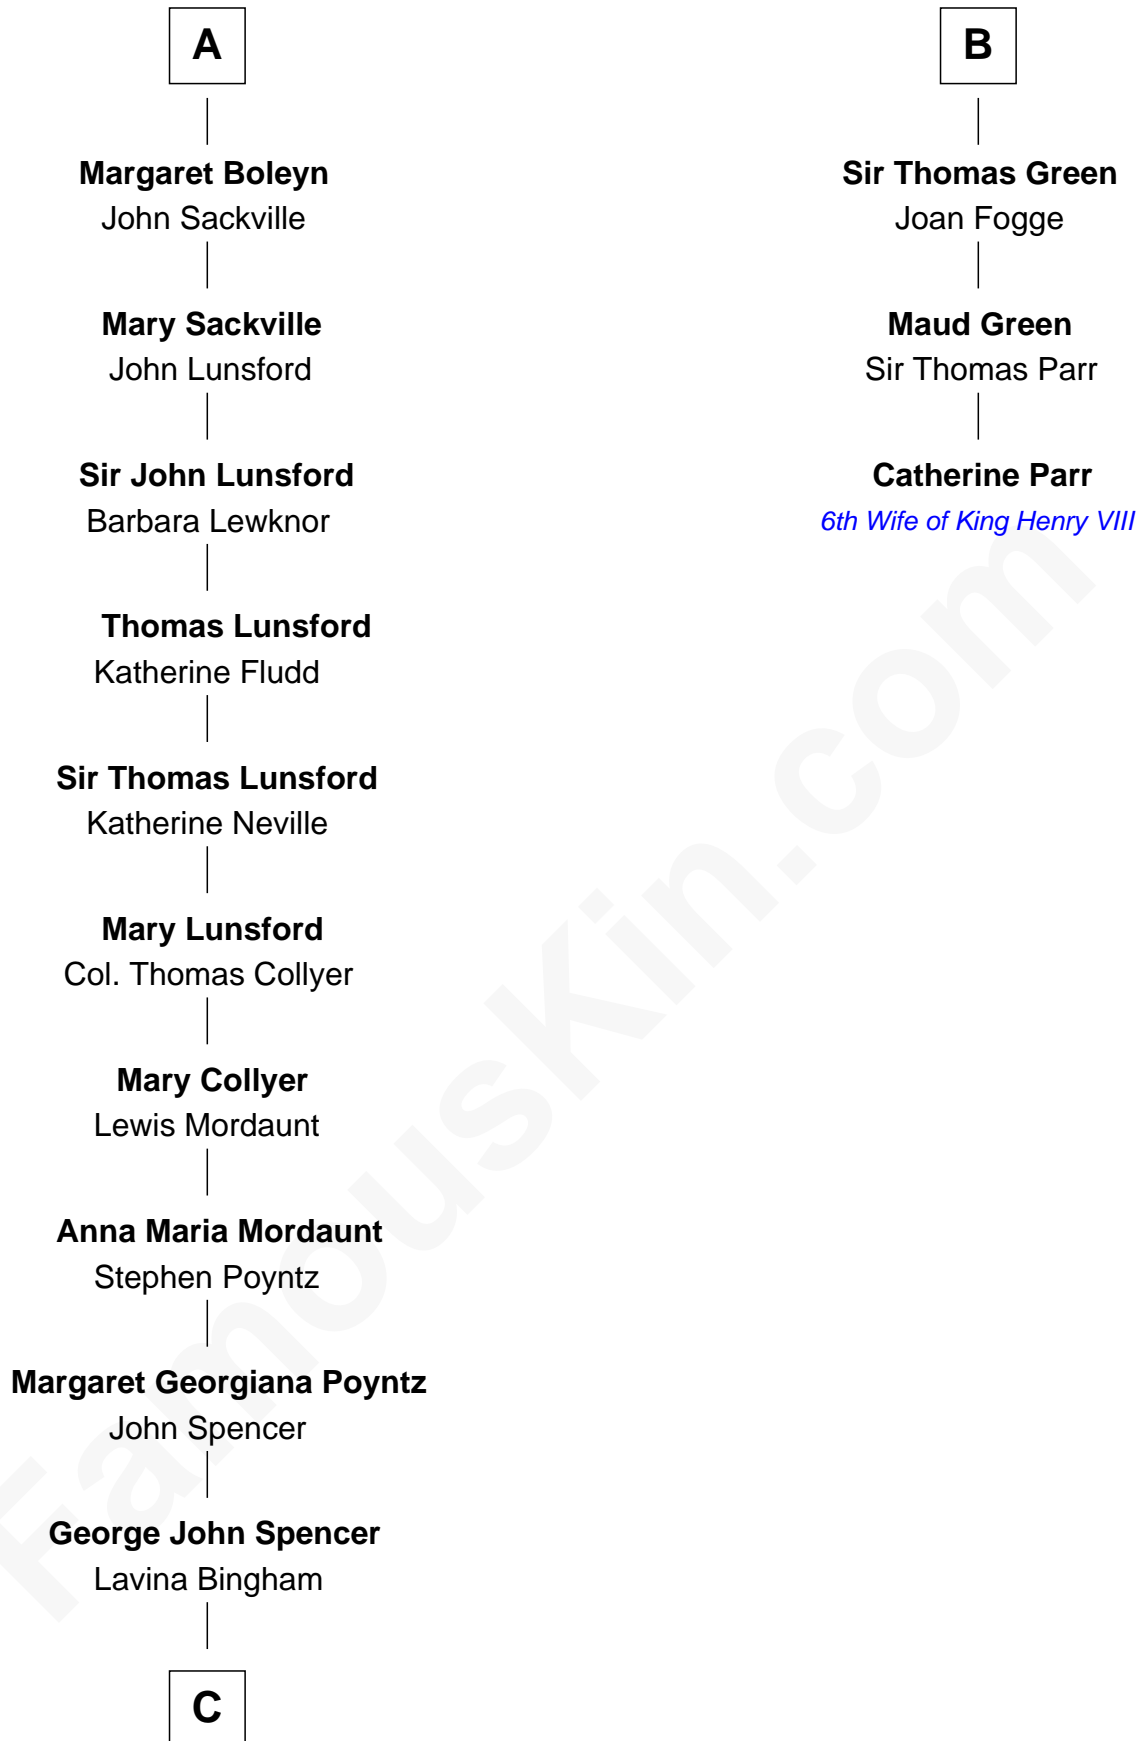 A
Margaret Boleyn
John Sackville
Mary Sackville
John Lunsford
Sir John Lunsford
Barbara Lewknor
Thomas Lunsford
Katherine Fludd
Sir Thomas Lunsford
Katherine Neville
Mary Lunsford
Col. Thomas Collyer
Mary Collyer
Lewis Mordaunt
Anna Maria Mordaunt
Stephen Poyntz
Margaret Georgiana Poyntz
John Spencer
George John Spencer
Lavina Bingham
C
B
Sir Thomas Green
Joan Fogge
Maud Green
Sir Thomas Parr
Catherine Parr
6th Wife of King Henry VIII
FamousKin.com